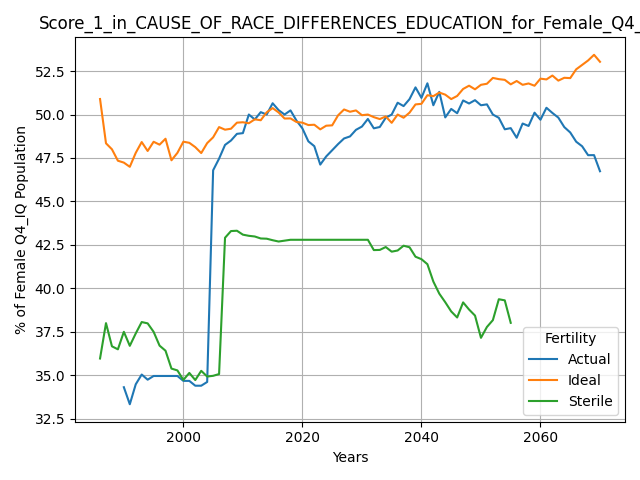 Score_1_in_CAUSE_OF_RACE_DIFFERENCES_EDUCATION_for_Female_Q4_
% of Female Q4_IQ Population
52.5
50.0
47.5
45.0
42.5
40.0
37.5
35.0
32.5
Fertility
Actual
Ideal
Sterile
2000
2020
2040
2060
Years